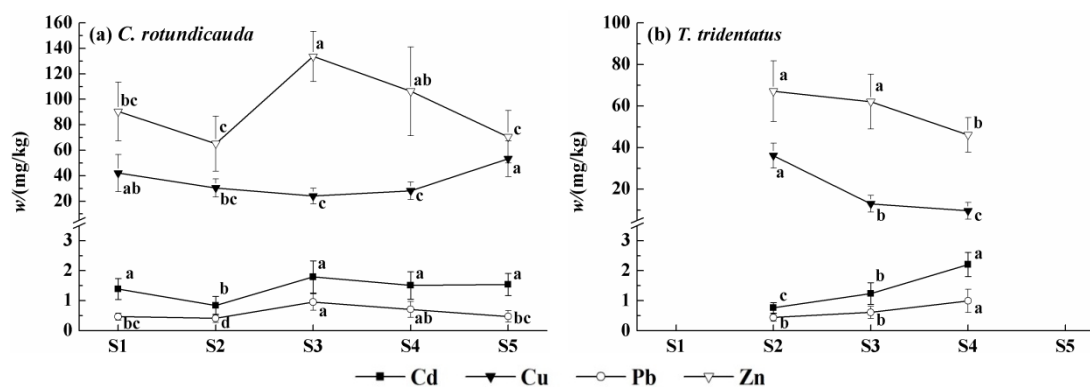 (a) C. rotundicauda
160
140
120
100
80
60
40
20
3
2
1
0
w/(mg/kg)
bc
c
a
ab
c
ab
bc
c
c
a
a
b
a
a
a
bc
d
a
ab
bc
S1 S2 S3 S4 S5
(b) T. tridentatus
100
80
60
40
20
3
2
1
0
a
a
b
a
b
c
c
b
a
b
b
a
S1 S2 S3 S4 S5
Cd Cu Pb Zn